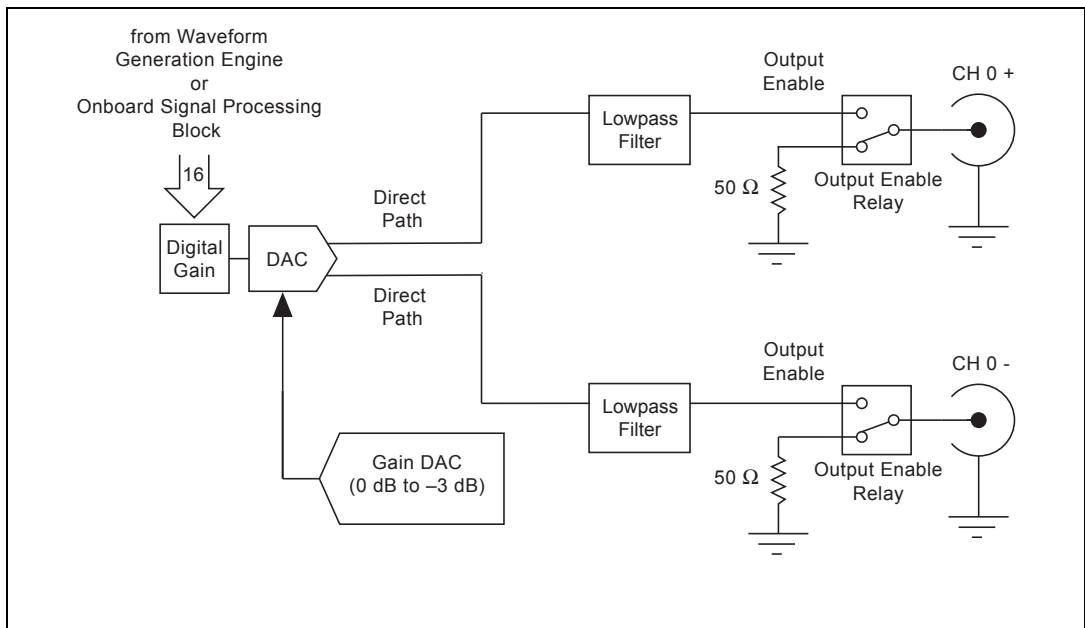 from Waveform
Generation Engine
or
Onboard Signal Processing
Block
16
Digital
Gain
DAC
Direct
Path
Direct
Path
Gain DAC
(0 dB to –3 dB)
Lowpass
Filter
Output
Enable
CH 0 +
50 Ω
Output Enable
Relay
Lowpass
Filter
Output
Enable
CH 0 -
50 Ω
Output Enable
Relay